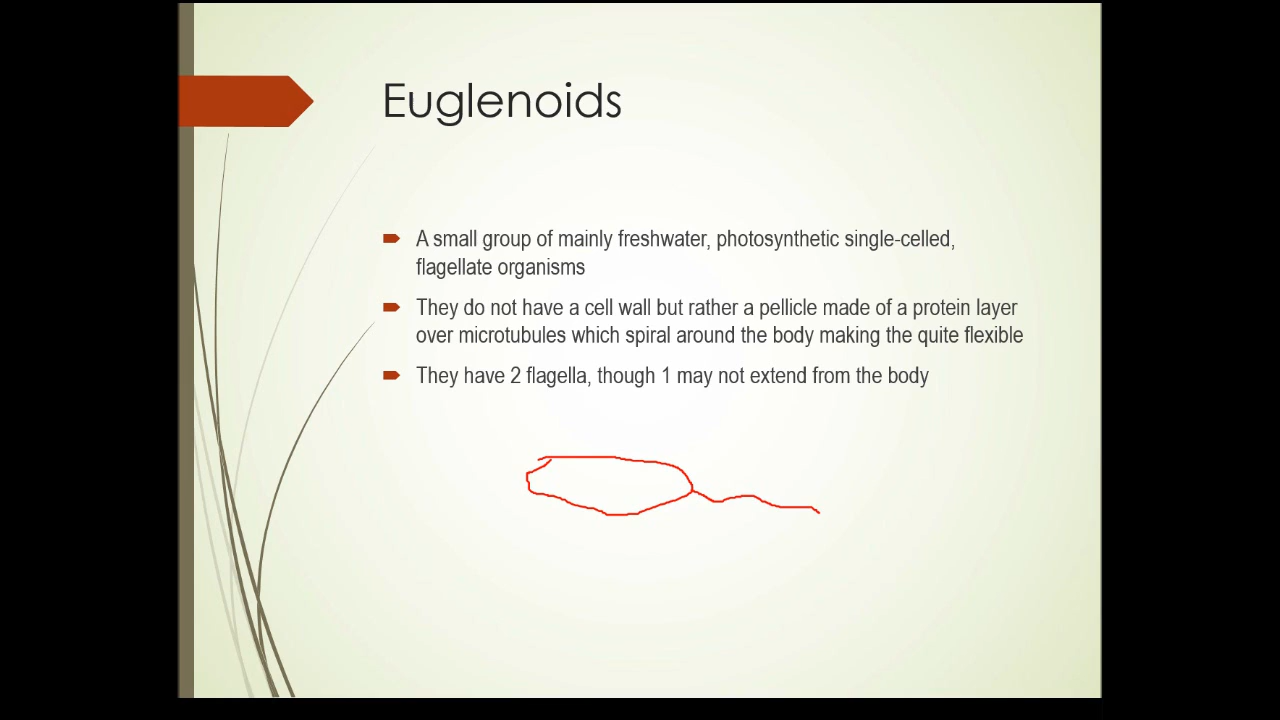 Euglenoids
A small group of mainly freshwater, photosynthetic single-celled,
flagellate organisms
They do not have a cell wall but rather a pellicle made of a protein layer
over microtubules which spiral around the body making the quite flexible
They have 2 flagella, though 1 may not extend from the body